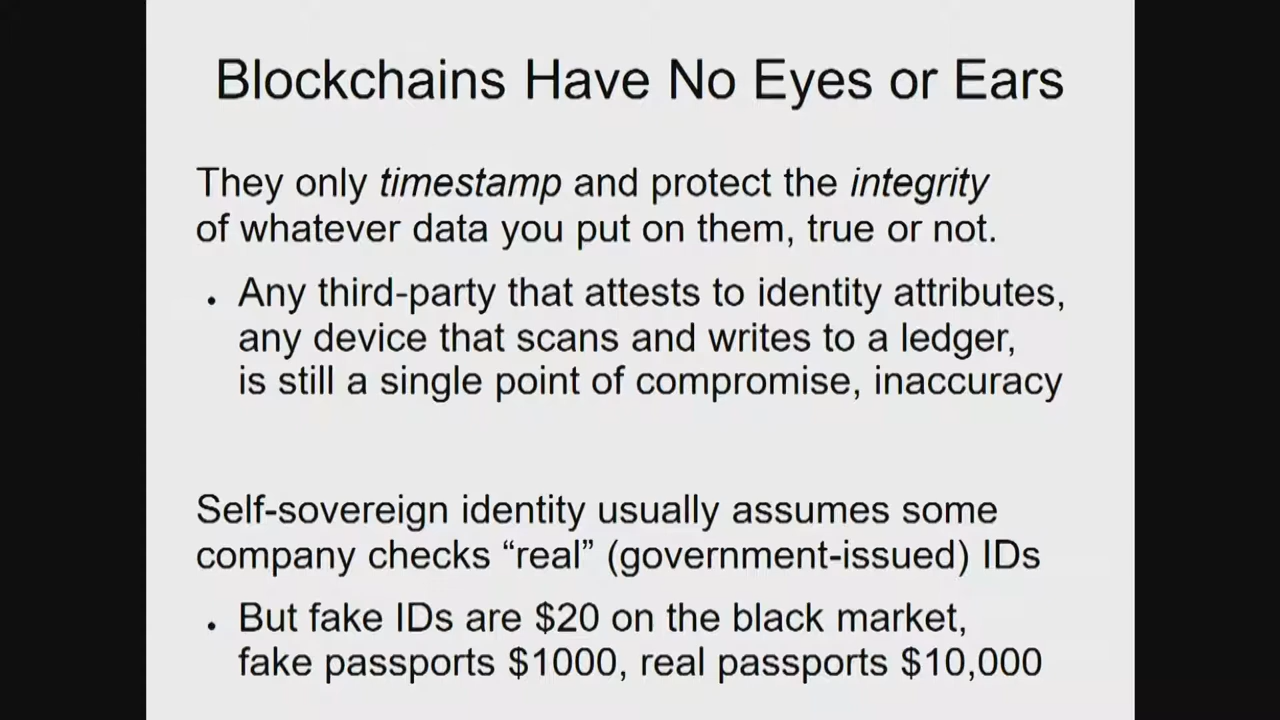 Blockchains Have No Eyes or Ears
They only timestamp and protect the integrity
of whatever data you put on them, true or not.
• Any third-party that attests to identity attributes,
any device that scans and writes to a ledger,
is still a single point of compromise, inaccuracy
Self-sovereign identity usually assumes some
company checks “real” (government-issued) IDs
• But fake IDs are $20 on the black market,
fake passports $1000, real passports $10,000